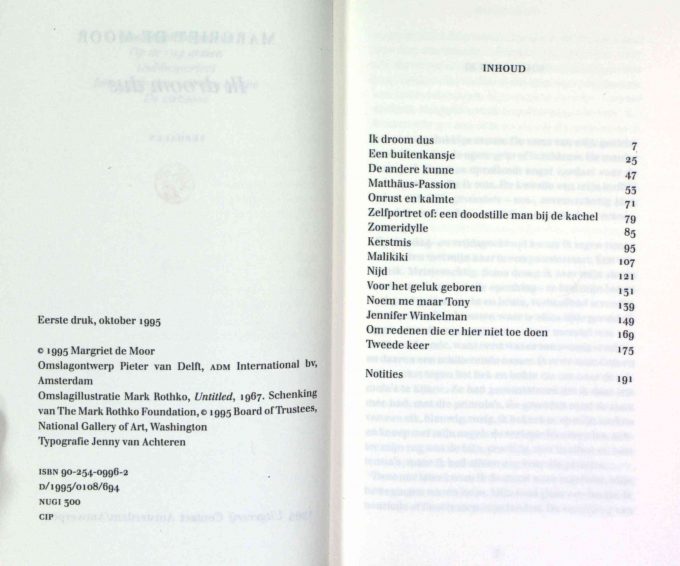 Eerste druk, oktober 1995
© 1995 Margriet de Moor
Omslagontwerp Pieter van Delft, ADM International bv,
Amsterdam
Omslagillustratie Mark Rothko, Untitled, 1967. Schenking
van The Mark Rothko Foundation, © 1995 Board of Trustees,
National Gallery of Art, Washington
Typografie Jenny van Achteren
ISBN 90-254-0996-2
D/1995/0108/694
NUGI 300
CIP
INHOUD
Ik droom dus 7
Een buitenkansje 25
De andere kunne 47
Matthäus-Passion 53
Onrust en kalmte 71
Zelfportret of: een doodstille man bij de kachel 79
Zomeridylle 85
Kerstmis 95
Malikiki 107
Nijd 121
Voor het geluk geboren 131
Noem me maar Tony 139
Jennifer Winkelman 149
Om redenen die er hier niet toe doen 169
Tweede keer 175
Notities 191